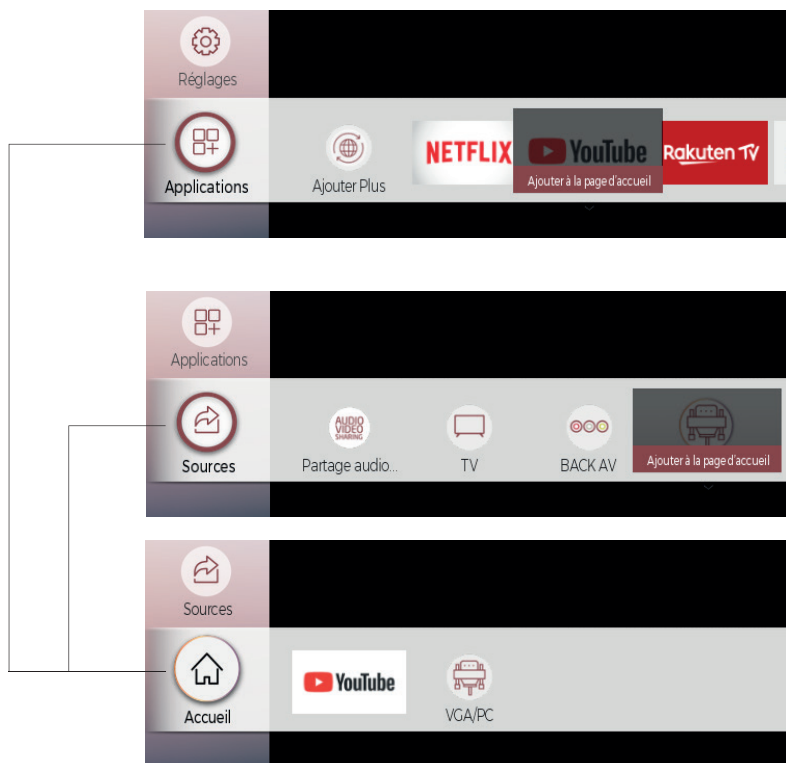 Réglages
Applications
Ajouter Plus
NETFLIX
YouTube
Ajouter à la page d'accueil
Rakuten TV
Applications
Sources
AUDIO
VIDEO
SHARING
Partage audio...
TV
BACK AV
Ajouter à la page d'accueil
Sources
Accueil
YouTube
VGA/PC